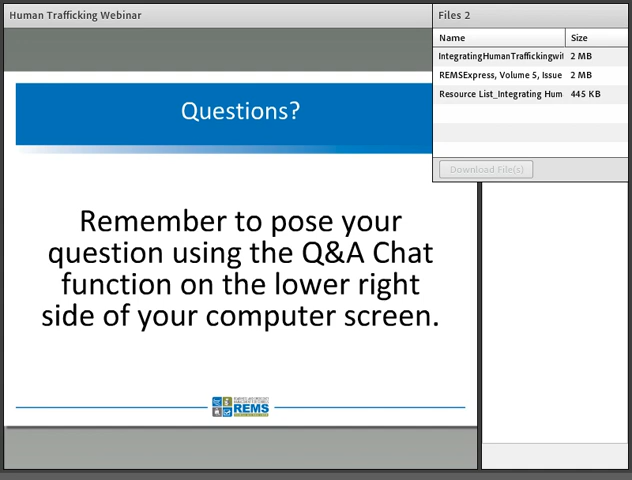 Human Trafficking Webinar
Files 2
Name Size
IntegratingHumanTraffickingwit 2 MB
REMSExpress, Volume 5, Issue 2 MB
Resource List_Integrating Hum 445 KB
Download File(s)
Questions?
Remember to pose your
question using the Q&A Chat
function on the lower right
side of your computer screen.
REMS